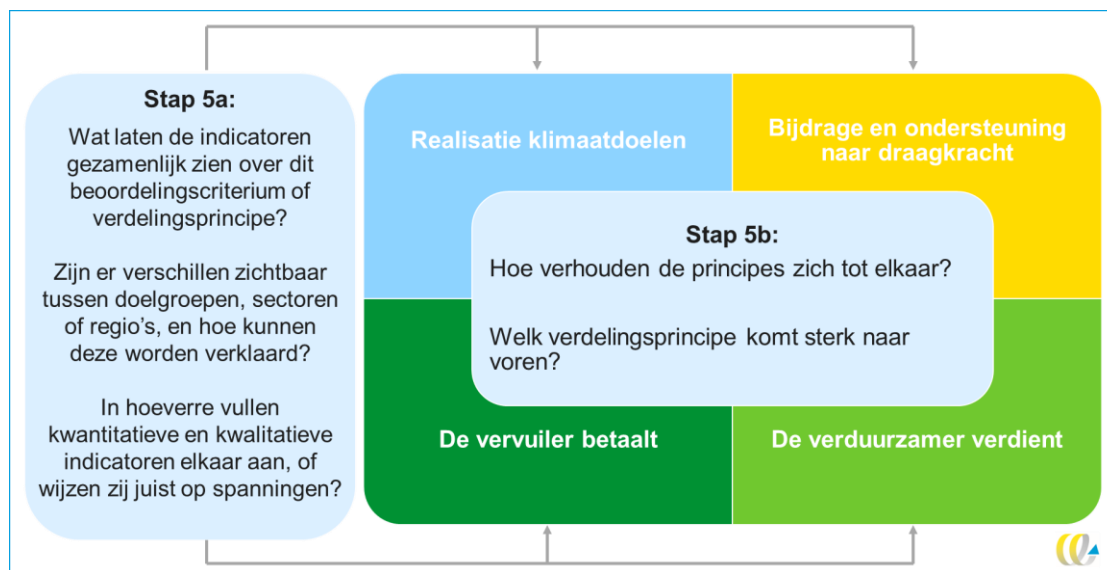 Stap 5a:
Wat laten de indicatoren
gezamenlijk zien over dit
beoordelingscriterium of
verdelingsprincipe?
Zijn er verschillen zichtbaar
tussen doelgroepen, sectoren
of regio's, en hoe kunnen
deze worden verklaard?
In hoeverre vullen
kwantitatieve en kwalitatieve
indicatoren elkaar aan, of
wijzen zij juist op spanningen?
Realisatie klimaatdoelen
Bijdrage en ondersteuning
naar draagkracht
Stap 5b:
Hoe verhouden de principes zich tot elkaar?
Welk verdelingsprincipe komt sterk naar
voren?
De vervuiler betaalt
De verduurzamer verdient